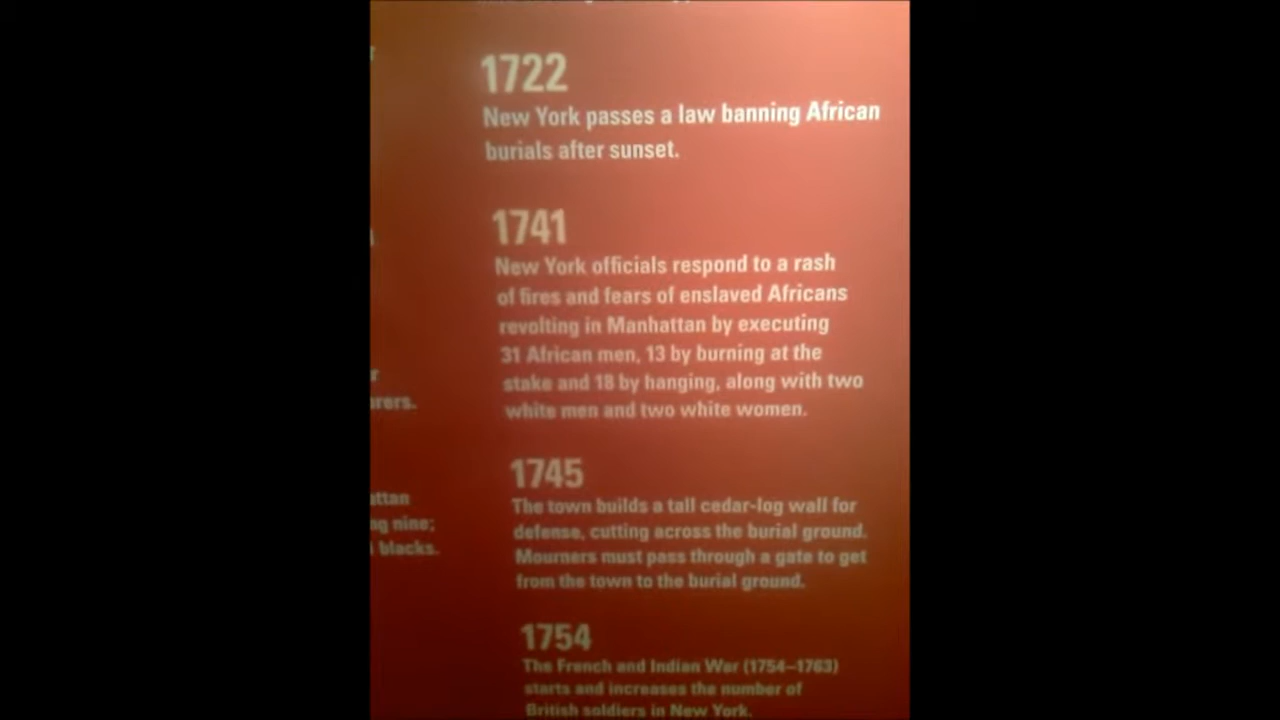 1722
New York passes a law banning African
burials after sunset.
1741
New York officials respond to a rash
of fires and fears of enslaved Africans
revolting in Manhattan by executing
31 African men, 13 by burning at the
stake and 18 by hanging, along with two
white men and two white women.
1745
The town builds a tall cedar-log wall for
defense, cutting across the burial ground.
Mourners must pass through a gate to get
from the town to the burial ground.
1754
The French and Indian War (1754–1763)
starts and increases the number of
British soldiers in New York.
nine;
blacks.